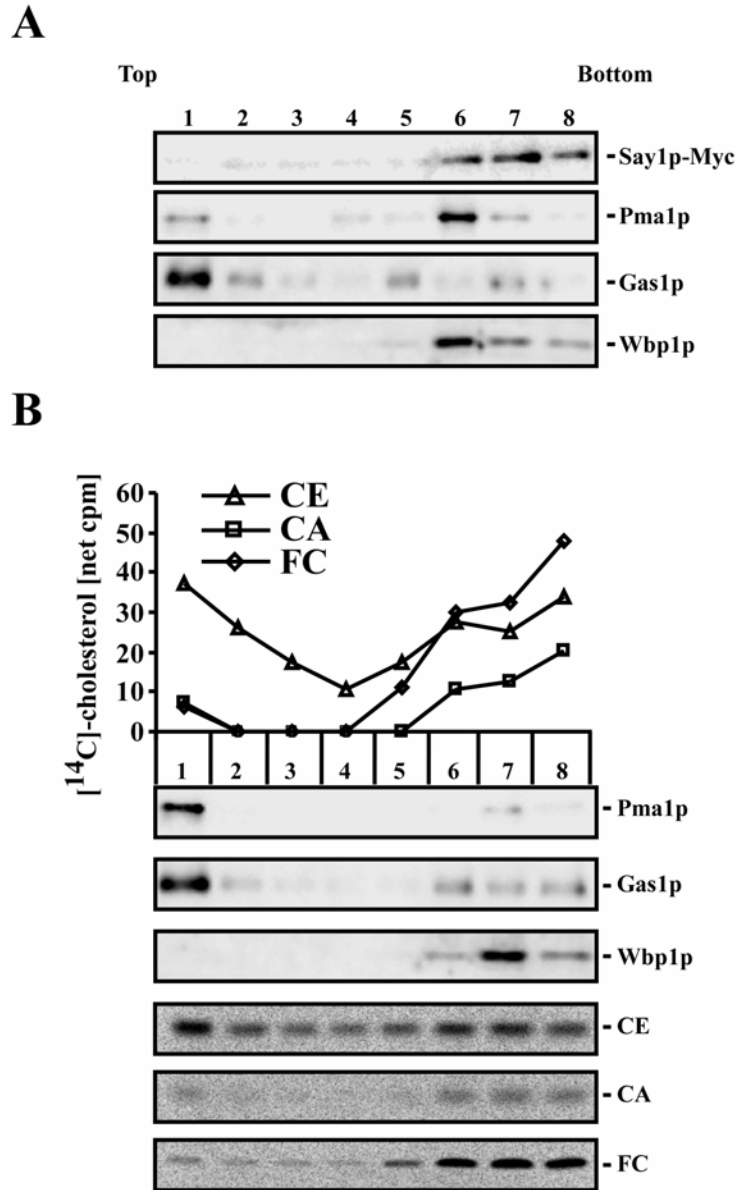 A
Top Bottom
1 2 3 4 5 6 7 8
-Say1p-Myc
-Pma1p
-Gas1p
-Wbp1p
B
[14C]-cholesterol [net cpm]
60
50
40
30
20
10
0
CE
CA
FC
1 2 3 4 5 6 7 8
-Pma1p
-Gas1p
-Wbp1p
-CE
-CA
-FC